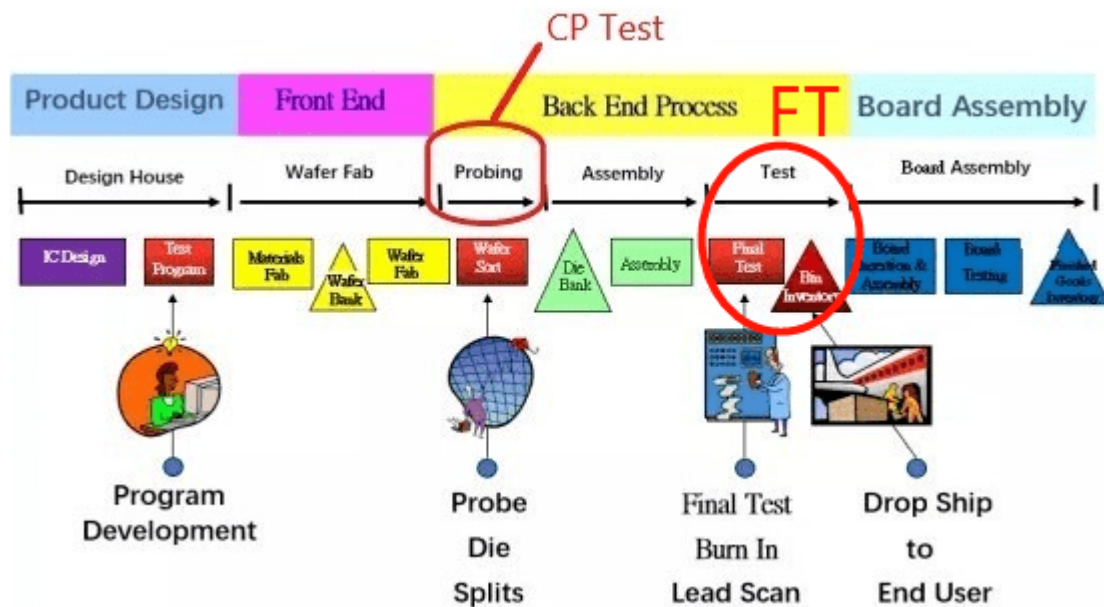 CP Test
Product Design
Front End
Back End Process
FT
Board Assembly
Design House
Wafer Fab
Probing
Assembly
Test
Board Assembly
IC Design
Test
Program
Materials
Fab
Wafer
Bank
Wafer
Fab
Wafer
Sort
Die
Bank
Assembly
Final
Test
Bin
Inventory
Board
Insertion &
Assembly
Board
Testing
Finished
Goods
Inventory
Program
Development
Probe
Die
Splits
Final Test
Burn In
Lead Scan
Drop Ship
to
End User